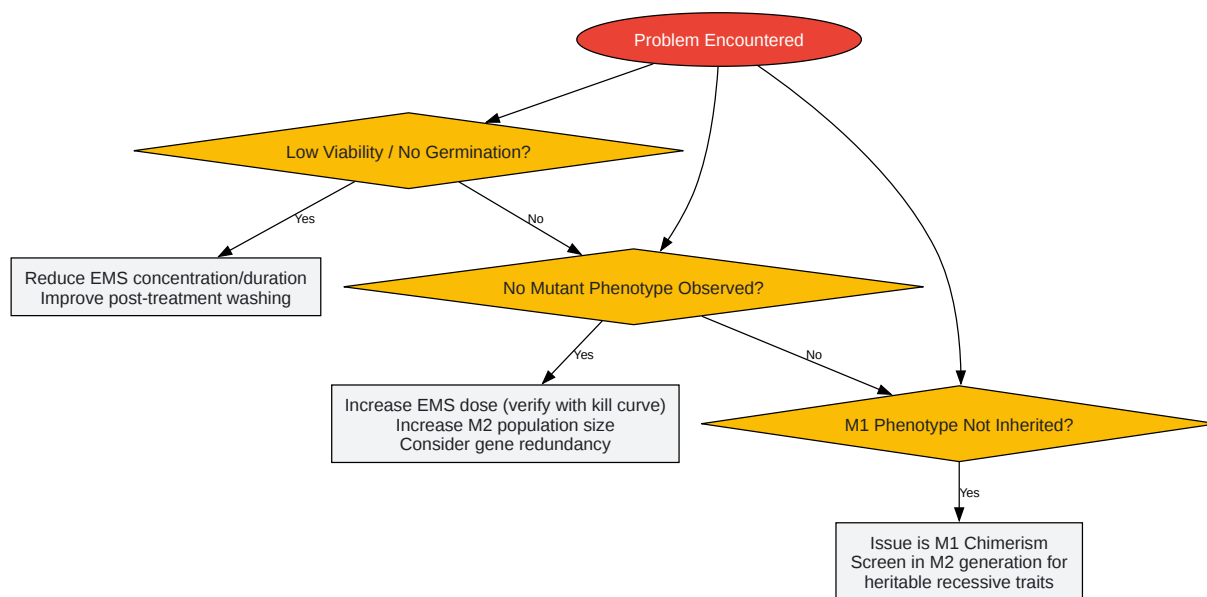 Problem Encountered
Low Viability / No Germination?
Yes
No
Reduce EMS concentration/duration
Improve post-treatment washing
No Mutant Phenotype Observed?
Yes
No
Increase EMS dose (verify with kill curve)
Increase M2 population size
Consider gene redundancy
M1 Phenotype Not Inherited?
Yes
Issue is M1 Chimerism
Screen in M2 generation for
heritable recessive traits